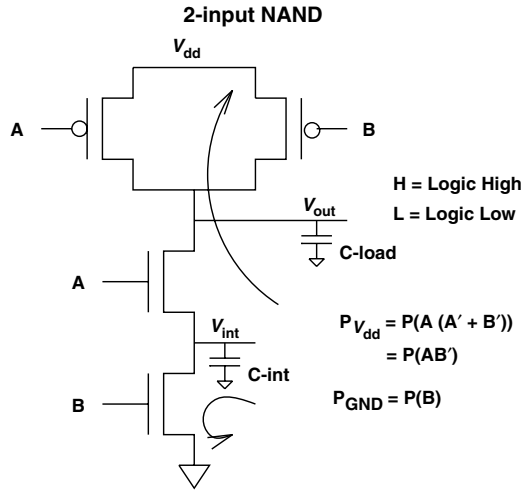 2-input NAND
Vdd
A
B
H = Logic High
L = Logic Low
Vout
C-load
A
Vint
C-int
PVdd = P(A (A′ + B′))
= P(AB′)
B
PGND = P(B)